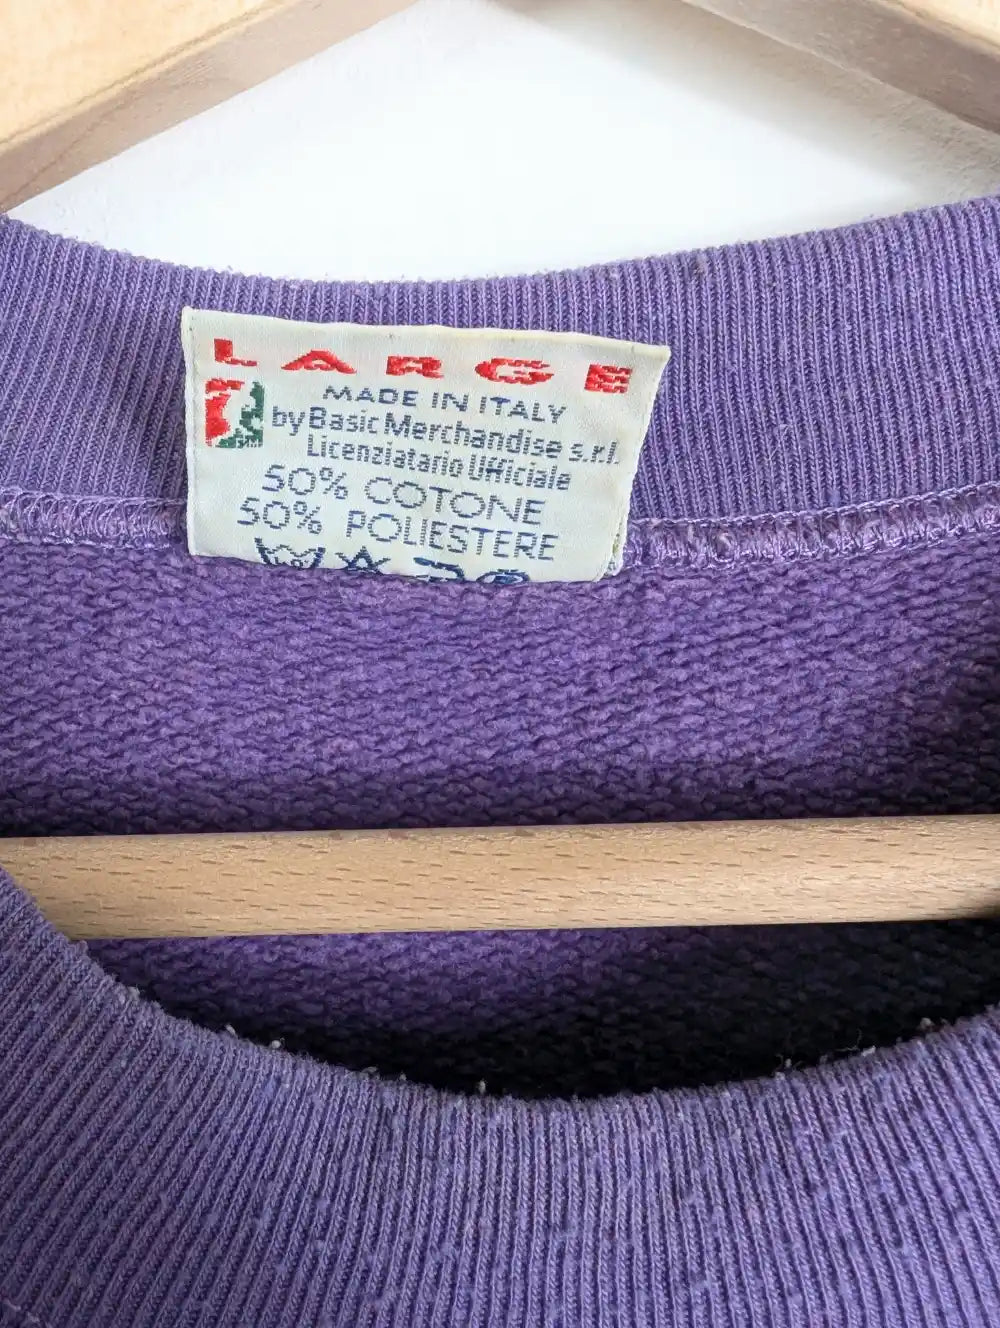 LARGE
MADE IN ITALY
by Basic Merchandise s.r.l.
Licenziatario Ufficiale
50% COTONE
50% POLIESTERE